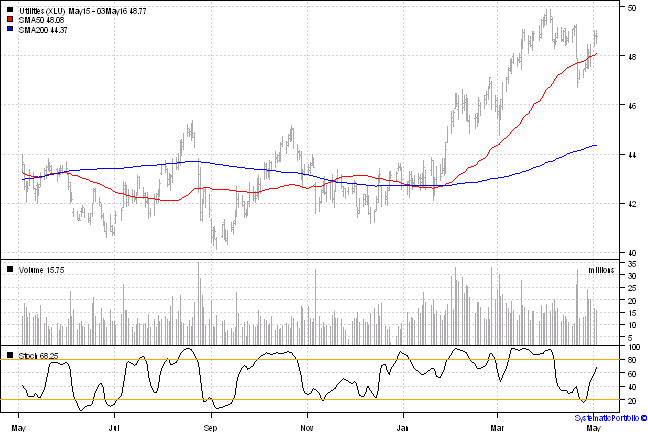 Utilities (XLU) May15 - 03May16 48.77
SMA50 48.08
SMA200 44.37
50
48
46
44
42
40
Volume 15.75
millions
35
30
25
20
15
10
5
Stoch 68.25
100
80
60
40
20
May Jul Sep Nov Jan Mar May
SystematicPortfolio ©